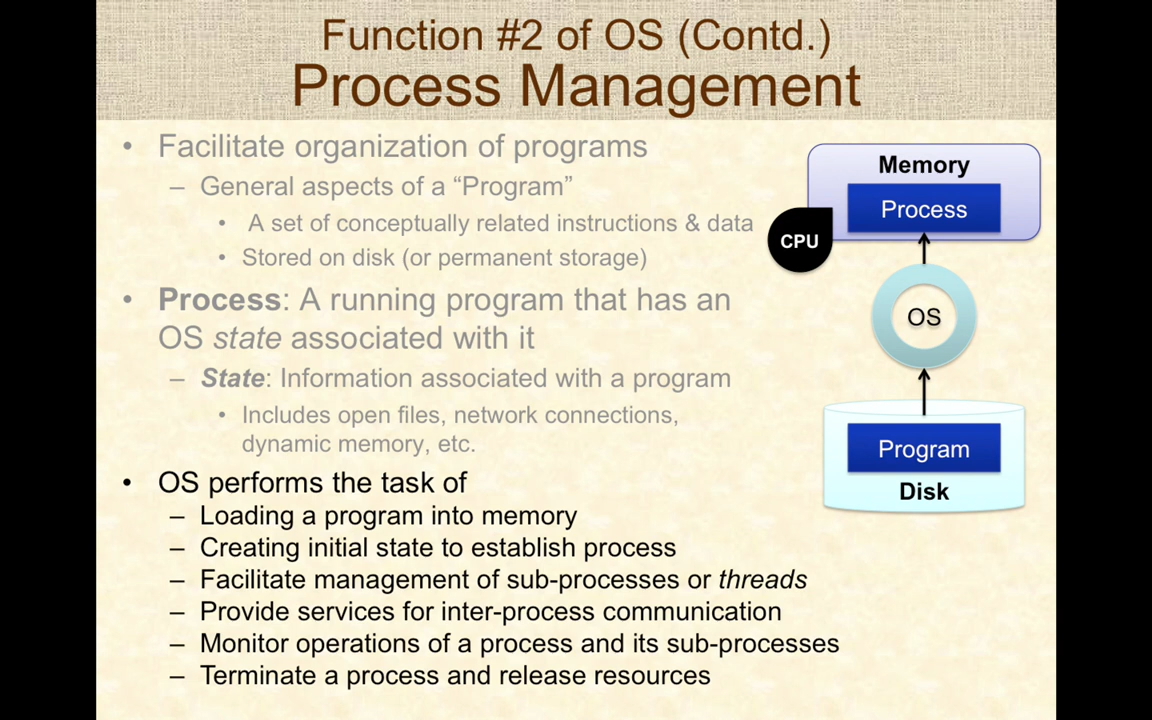 Function #2 of OS (Contd.)
Process Management
• Facilitate organization of programs
– General aspects of a “Program”
• A set of conceptually related instructions & data
• Stored on disk (or permanent storage)
• Process: A running program that has an
OS state associated with it
– State: Information associated with a program
• Includes open files, network connections,
dynamic memory, etc.
• OS performs the task of
– Loading a program into memory
– Creating initial state to establish process
– Facilitate management of sub-processes or threads
– Provide services for inter-process communication
– Monitor operations of a process and its sub-processes
– Terminate a process and release resources
Memory
Process
CPU
OS
Program
Disk